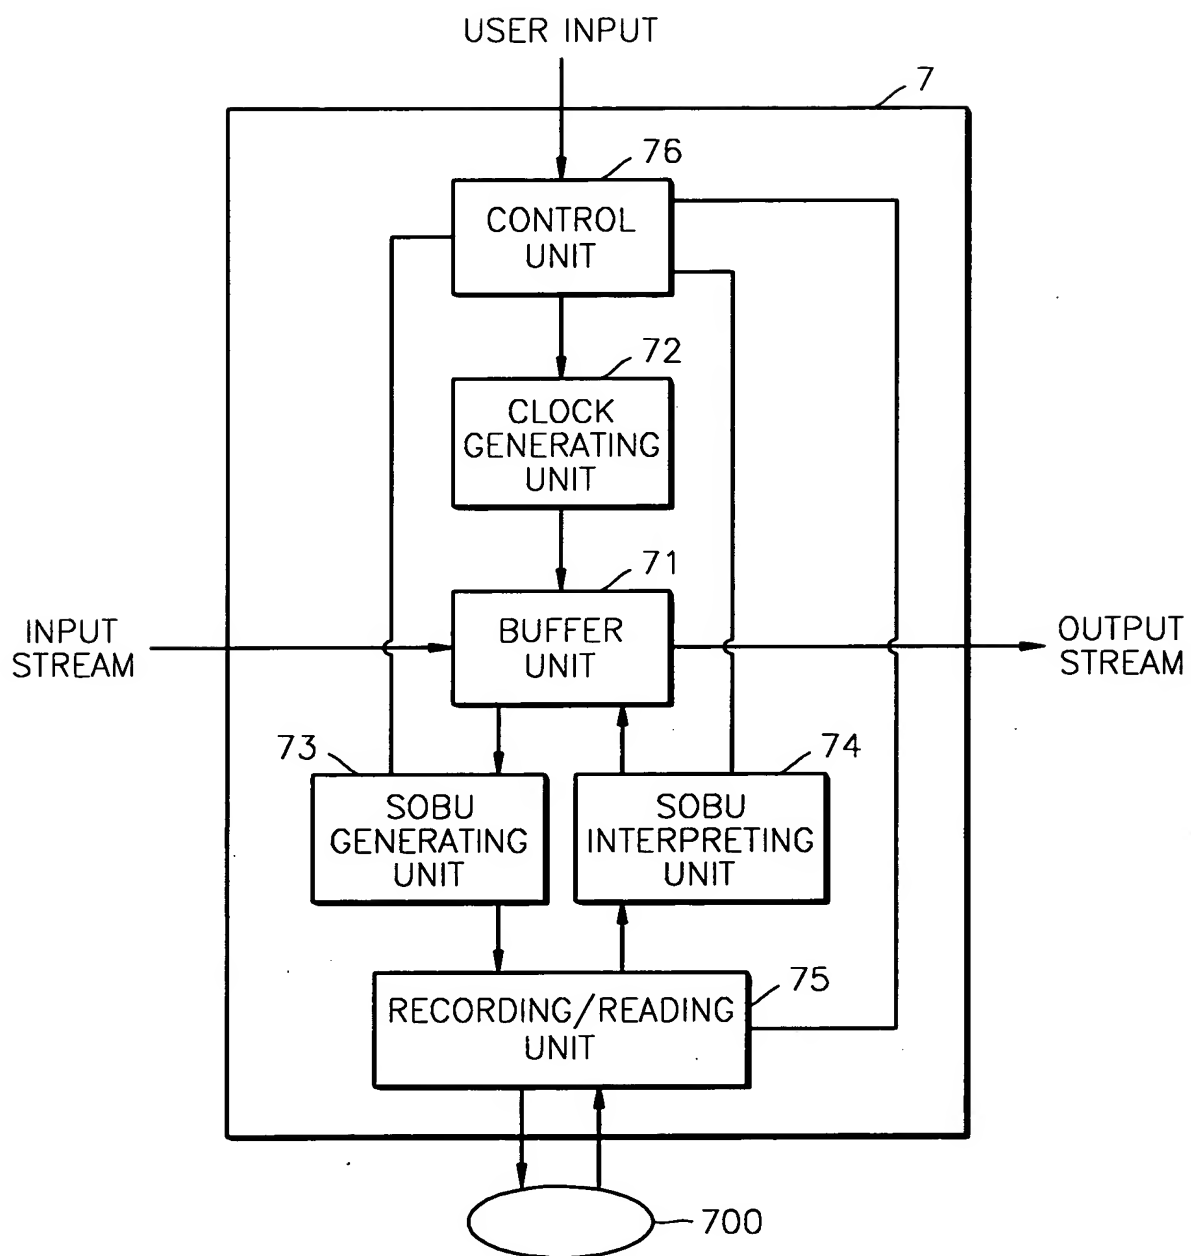 USER INPUT
7
76
CONTROL
UNIT
72
CLOCK
GENERATING
UNIT
71
BUFFER
UNIT
INPUT
STREAM
OUTPUT
STREAM
73
SOBU
GENERATING
UNIT
74
SOBU
INTERPRETING
UNIT
75
RECORDING/READING
UNIT
700